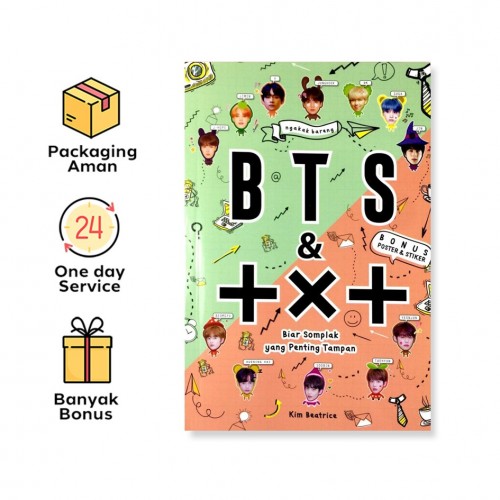 Packaging
Aman
24
One day
Service
Banyak
Bonus
ngakak bareng
BTS
&
+×+
BONUS
POSTER & STIKER
Biar Somplak
yang Penting Tampan
Kim Beatrice